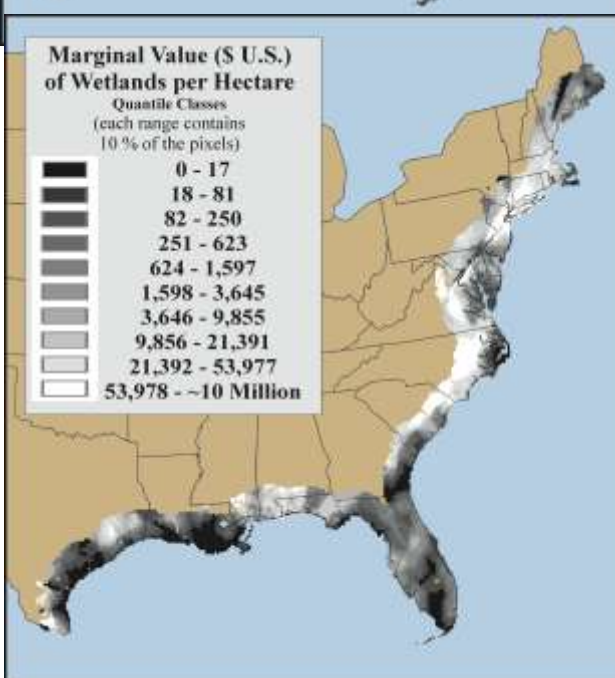 Marginal Value ($ U.S.)
of Wetlands per Hectare
Quantile Classes
(each range contains
10 % of the pixels)
0 - 17
18 - 81
82 - 250
251 - 623
624 - 1,597
1,598 - 3,645
3,646 - 9,855
9,856 - 21,391
21,392 - 53,977
53,978 - ~10 Million